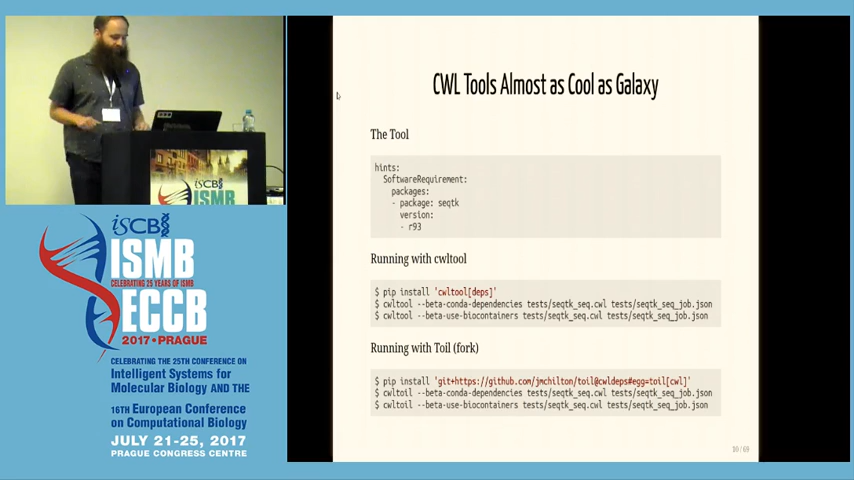 CWL Tools Almost as Cool as Galaxy
The Tool
hints:
SoftwareRequirement:
packages:
- package: seqtk
version:
- r93
Running with cwltool
$ pip install 'cwltool[deps]'
$ cwltool --beta-conda-dependencies tests/seqtk_seq.cwl tests/seqtk_seq_job.json
$ cwltool --beta-use-biocontainers tests/seqtk_seq.cwl tests/seqtk_seq_job.json
Running with Toil (fork)
$ pip install 'git+https://github.com/jmchilton/toil@cwldeps#egg=toil[cwl]'
$ cwltoil --beta-conda-dependencies tests/seqtk_seq.cwl tests/seqtk_seq_job.json
$ cwltoil --beta-use-biocontainers tests/seqtk_seq.cwl tests/seqtk_seq_job.json
iSCB
ISMB
iSCB
ISMB
CELEBRATING 25 YEARS OF ISMB
ECCB
2017 • PRAGUE
CELEBRATING THE 25TH CONFERENCE ON
Intelligent Systems for
Molecular Biology AND THE
16TH European Conference
on Computational Biology
JULY 21-25, 2017
PRAGUE CONGRESS CENTRE